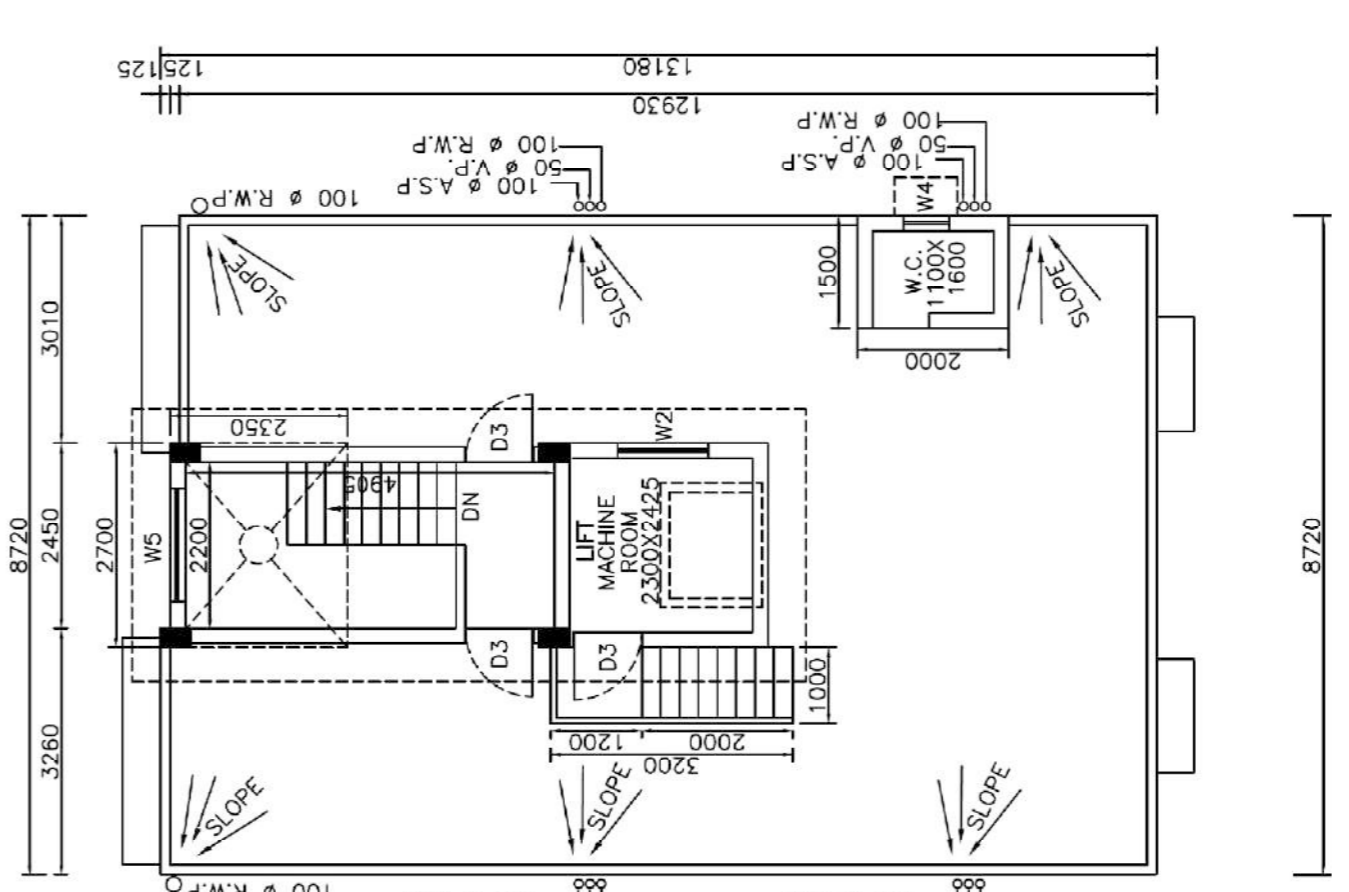 125
125
13180
12930
100 ø R.W.P
50 ø V.P.
100 ø A.S.P
100 ø R.W.P
50 ø V.P.
100 ø A.S.P
100 ø R.W.P
W4
SLOPE
SLOPE
SLOPE
1500
W.C.
1100X
1600
2000
3010
8720
2450
2700
3260
8720
2350
W5
2200
4905
DN
D3
W2
LIFT
MACHINE
ROOM
2300X2425
D3
D3
1000
1200
2000
3200
SLOPE
SLOPE
SLOPE
100 ø R.W.P